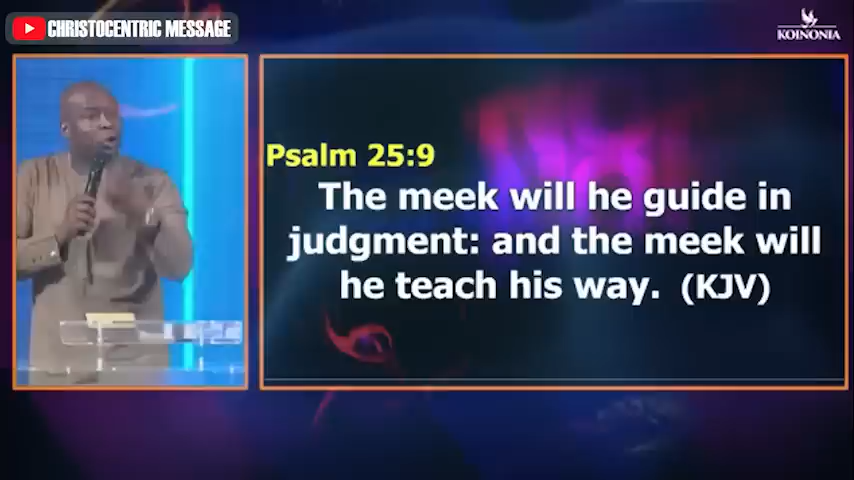 CHRISTOCENTRIC MESSAGE
KOINONIA
Psalm 25:9
The meek will he guide in
judgment: and the meek will
he teach his way. (KJV)